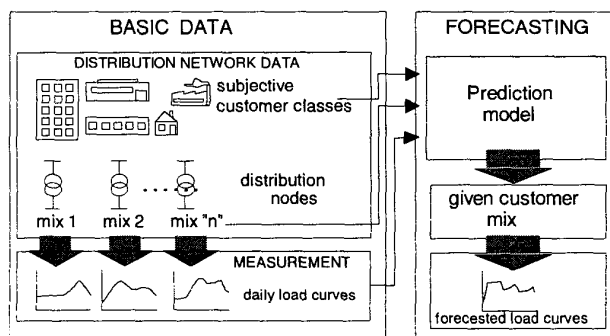 BASIC DATA
DISTRIBUTION NETWORK DATA
subjective
customer classes
distribution
nodes
mix 1
mix 2
mix "n"
MEASUREMENT
daily load curves
FORECASTING
Prediction
model
given customer
mix
forecested load curves